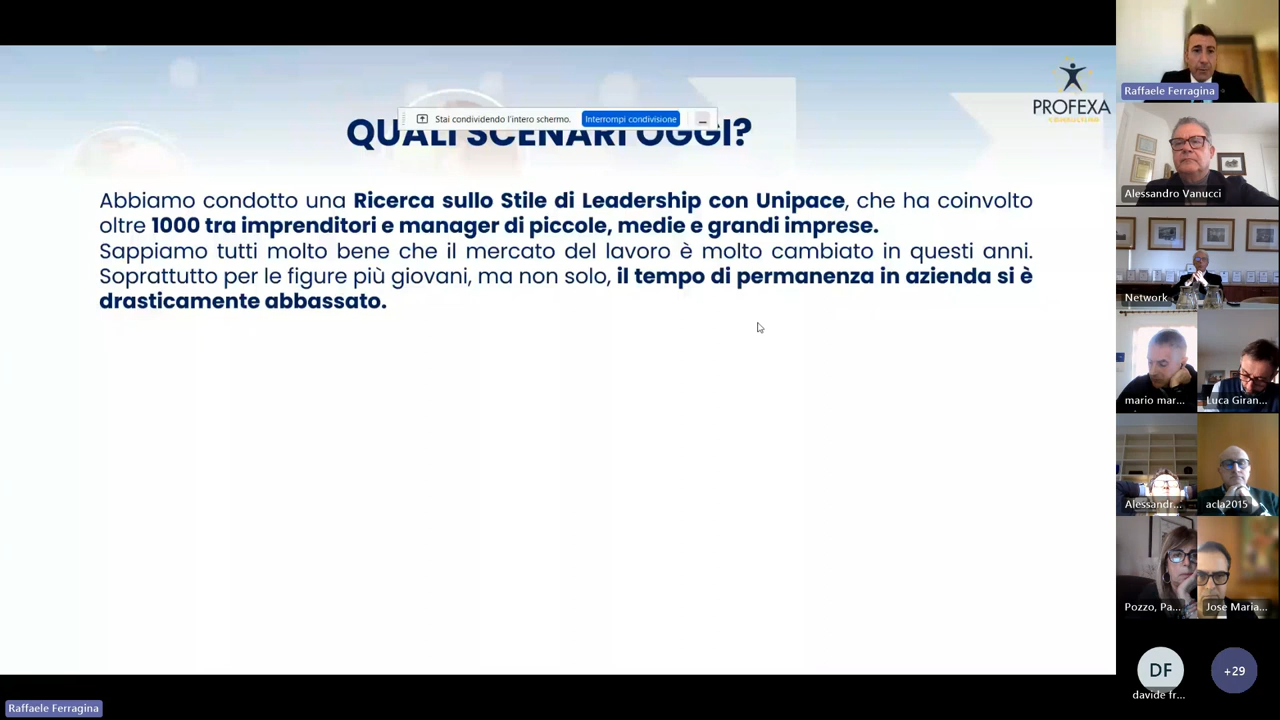 Stai condividendo l'intero schermo. Interrompi condivisione
QUALI SCENARI OGGI?
PROFEXA
Abbiamo condotto una Ricerca sullo Stile di Leadership con Unipace, che ha coinvolto
oltre 1000 tra imprenditori e manager di piccole, medie e grandi imprese.
Sappiamo tutti molto bene che il mercato del lavoro è molto cambiato in questi anni.
Soprattutto per le figure più giovani, ma non solo, il tempo di permanenza in azienda si è
drasticamente abbassato.
Raffaele Ferragina
Alessandro Vanucci
Network
mario mar...
Luca Giran...
Alessandr...
acla2015
Pozzo, Pa...
Jose Maria...
DF
davide fr...
+29
Raffaele Ferragina